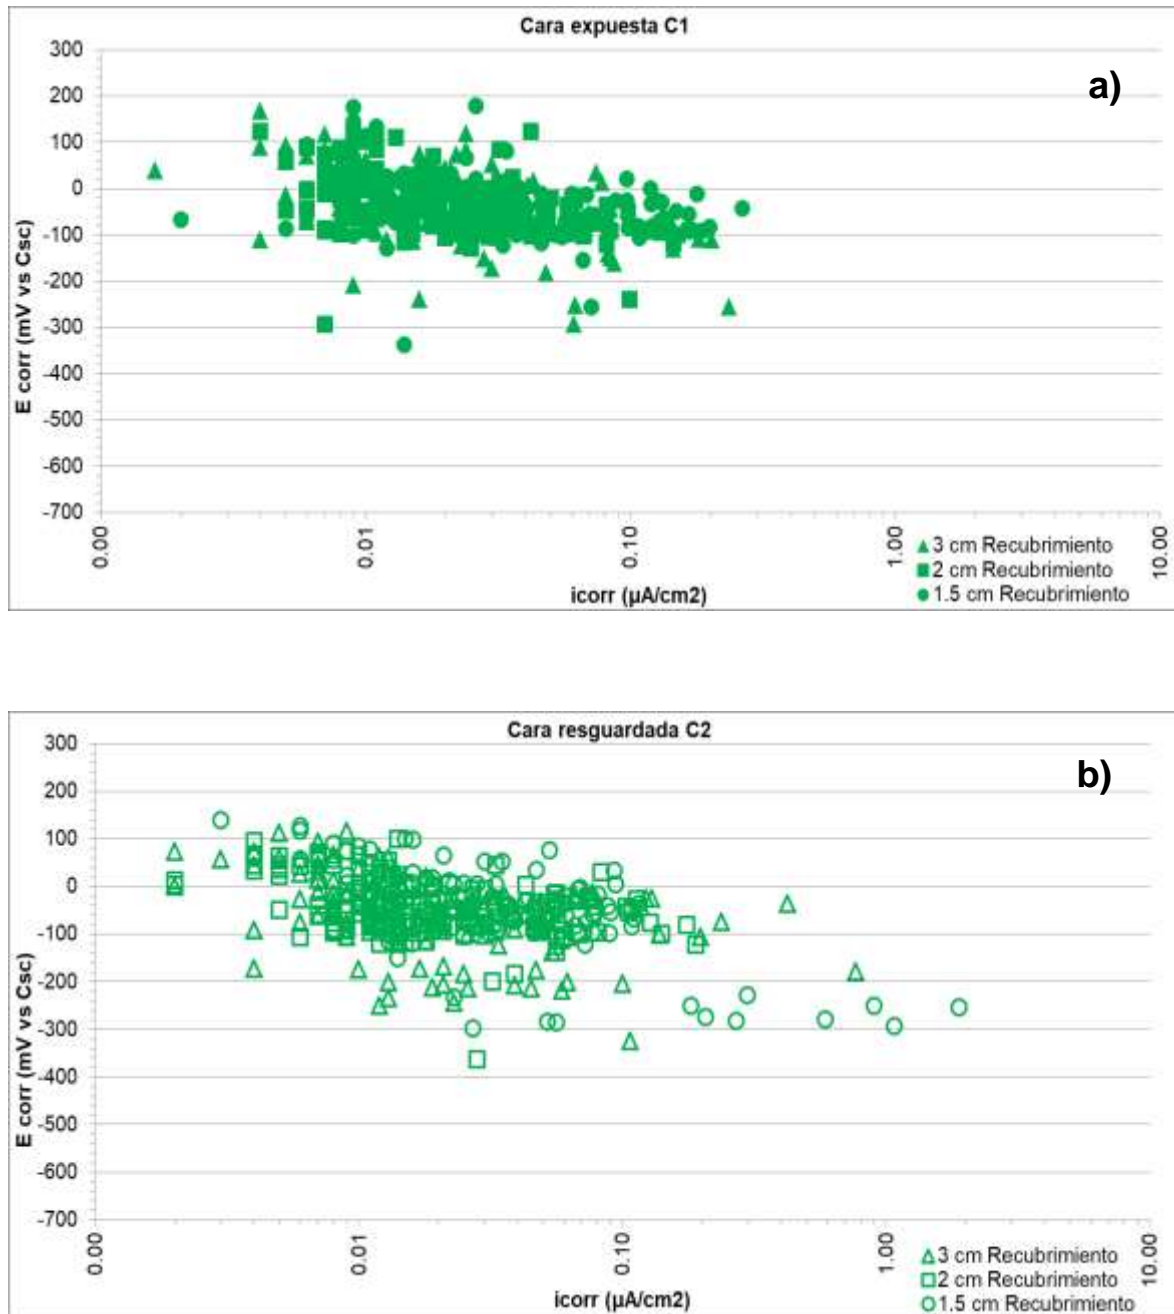 Cara expuesta C1
a)
300
200
100
0
-100
-200
-300
-400
-500
-600
-700
E corr (mV vs Csc)
0.00
0.01
0.10
1.00
10.00
icorr (µA/cm2)
3 cm Recubrimiento
2 cm Recubrimiento
1.5 cm Recubrimiento
Cara resguardada C2
b)
300
200
100
0
-100
-200
-300
-400
-500
-600
-700
E corr (mV vs Csc)
0.00
0.01
0.10
1.00
10.00
icorr (µA/cm2)
3 cm Recubrimiento
2 cm Recubrimiento
1.5 cm Recubrimiento